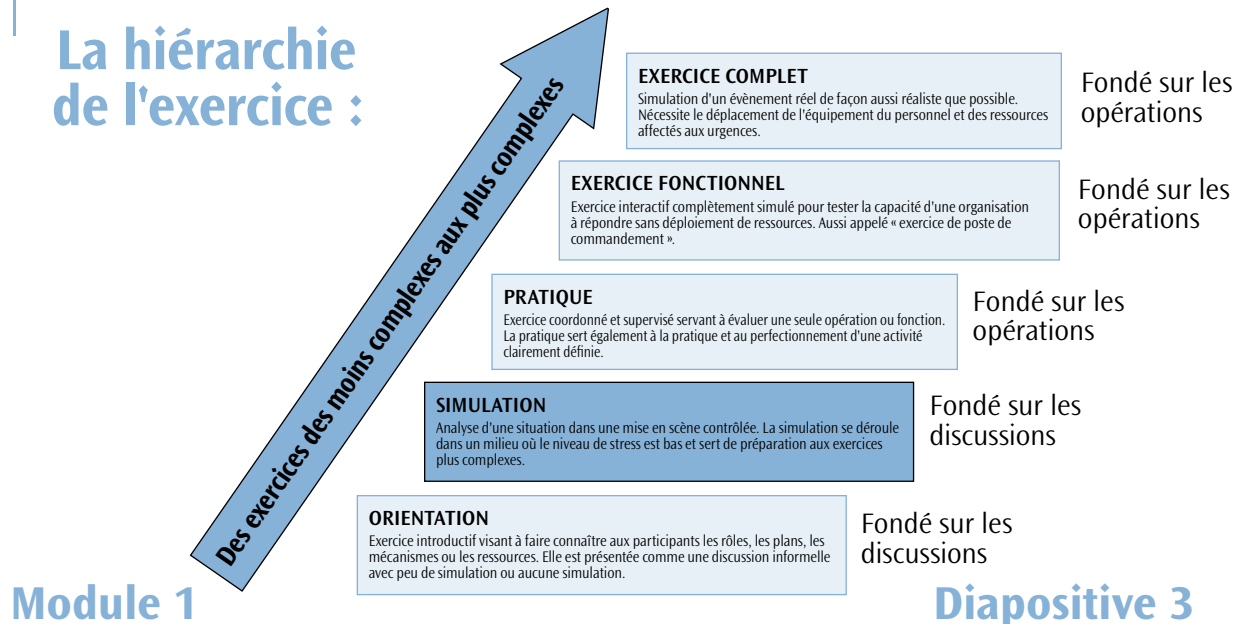 La hiérarchie
de l'exercice :
Des exercices des moins complexes aux plus complexes
EXERCICE COMPLET
Simulation d'un évènement réel de façon aussi réaliste que possible.
Nécessite le déplacement de l'équipement du personnel et des ressources
affectés aux urgences.
Fondé sur les
opérations
EXERCICE FONCTIONNEL
Exercice interactif complètement simulé pour tester la capacité d'une organisation
à répondre sans déploiement de ressources. Aussi appelé « exercice de poste de
commandement ».
Fondé sur les
opérations
PRATIQUE
Exercice coordonné et supervisé servant à évaluer une seule opération ou fonction.
La pratique sert également à la pratique et au perfectionnement d'une activité
clairement définie.
Fondé sur les
opérations
SIMULATION
Analyse d'une situation dans une mise en scène contrôlée. La simulation se déroule
dans un milieu où le niveau de stress est bas et sert de préparation aux exercices
plus complexes.
Fondé sur les
discussions
ORIENTATION
Exercice introductif visant à faire connaître aux participants les rôles, les plans, les
mécanismes ou les ressources. Elle est présentée comme une discussion informelle
avec peu de simulation ou aucune simulation.
Fondé sur les
discussions
Module 1
Diapositive 3